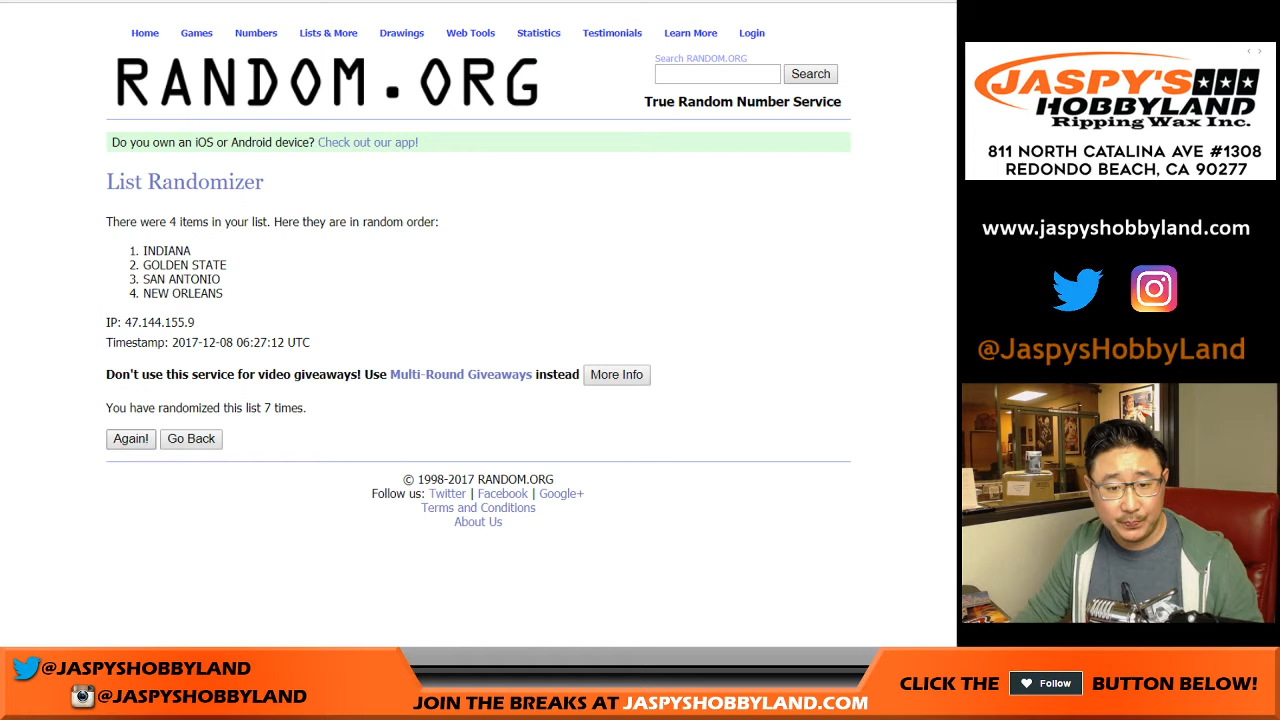 Home Games Numbers Lists & More Drawings Web Tools Statistics Testimonials Learn More Login
RANDOM.ORG
Search RANDOM.ORG
Search
True Random Number Service
Do you own an iOS or Android device? Check out our app!
List Randomizer
There were 4 items in your list. Here they are in random order:
1. INDIANA
2. GOLDEN STATE
3. SAN ANTONIO
4. NEW ORLEANS
IP: 47.144.155.9
Timestamp: 2017-12-08 06:27:12 UTC
Don't use this service for video giveaways! Use Multi-Round Giveaways instead More Info
You have randomized this list 7 times.
Again! Go Back
© 1998-2017 RANDOM.ORG
Follow us: Twitter | Facebook | Google+
Terms and Conditions
About Us
JASPY'S
HOBBYLAND
Ripping Wax Inc.
811 NORTH CATALINA AVE #1308
REDONDO BEACH, CA 90277
www.jaspyshobbyland.com
@JaspysHobbyLand
@JASPYSHOBBYLAND
@JASPYSHOBBYLAND
JOIN THE BREAKS AT JASPYSHOBBYLAND.COM
CLICK THE Follow BUTTON BELOW!